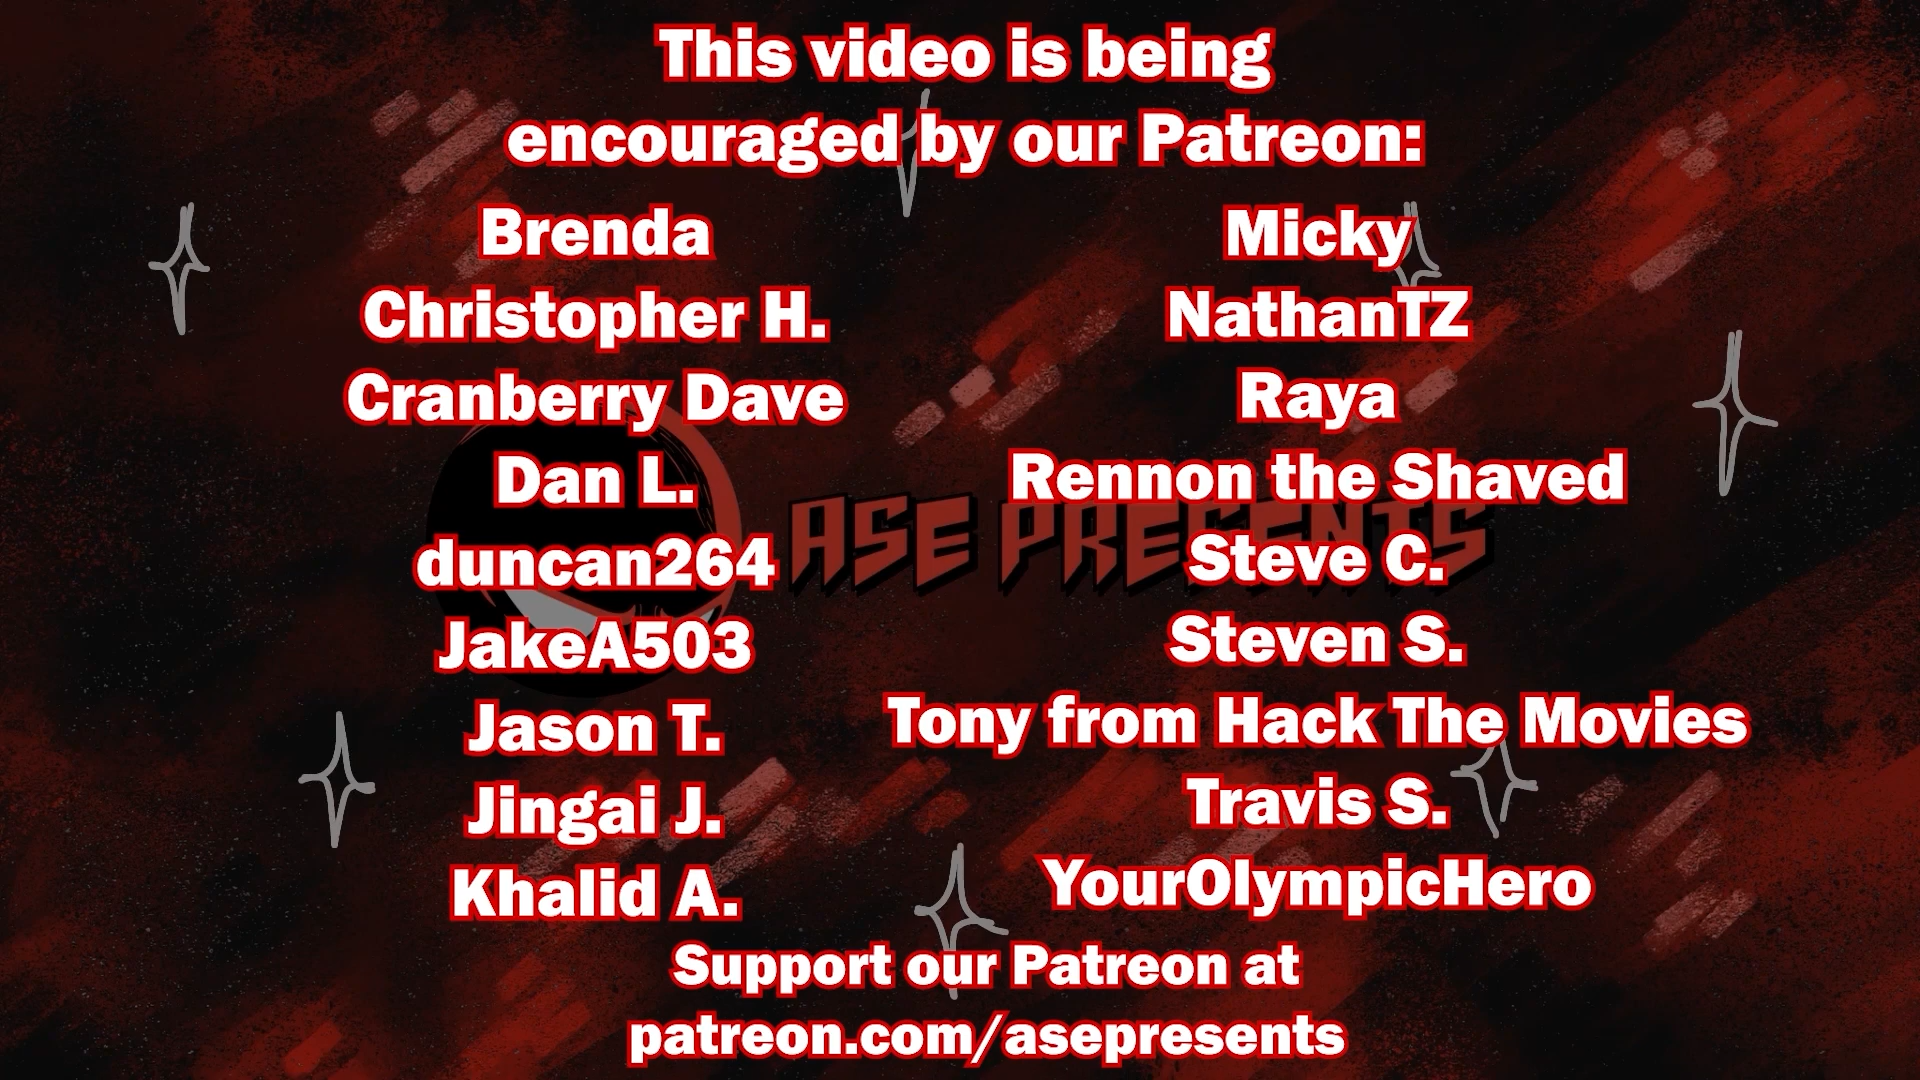 This video is being
encouraged by our Patreon:
Brenda
Christopher H.
Cranberry Dave
Dan L.
duncan264
JakeA503
Jason T.
Jingai J.
Khalid A.
Micky
NathanTZ
Raya
Rennon the Shaved
Steve C.
Steven S.
Tony from Hack The Movies
Travis S.
YourOlympicHero
ASE PRESENTS
Support our Patreon at
patreon.com/asepresents